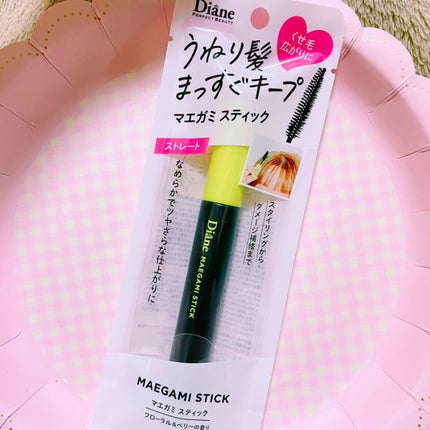 Diane
PERFECT BEAUTY
くせ毛
広がりに
うねり髪
まっすぐキープ
マエガミ スティック
ストレート
なめらかでツヤさらな仕上がりに
スタイリングから
ダメージ補修まで
Diane MAEGAMI STICK
MAEGAMI STICK
マエガミ スティック
フローラル&ベリーの香り